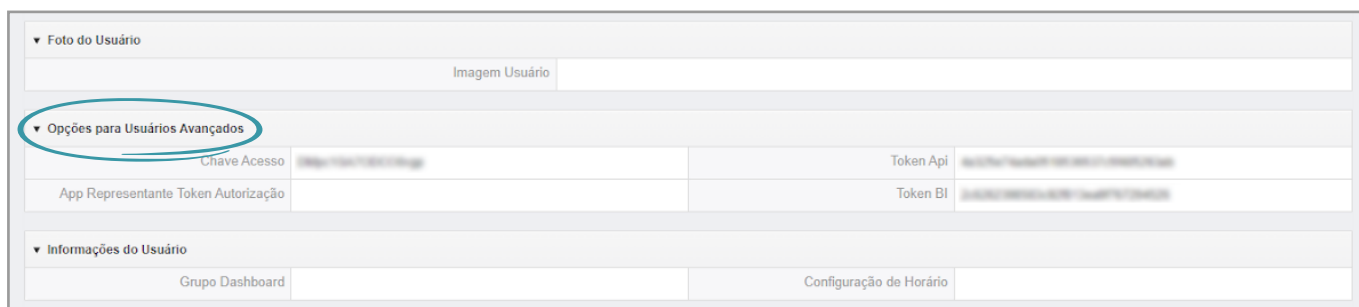 ▾ Foto do Usuário
Imagem Usuário
▾ Opções para Usuários Avançados
Chave Acesso
Token Api
App Representante Token Autorização
Token BI
▾ Informações do Usuário
Grupo Dashboard
Configuração de Horário